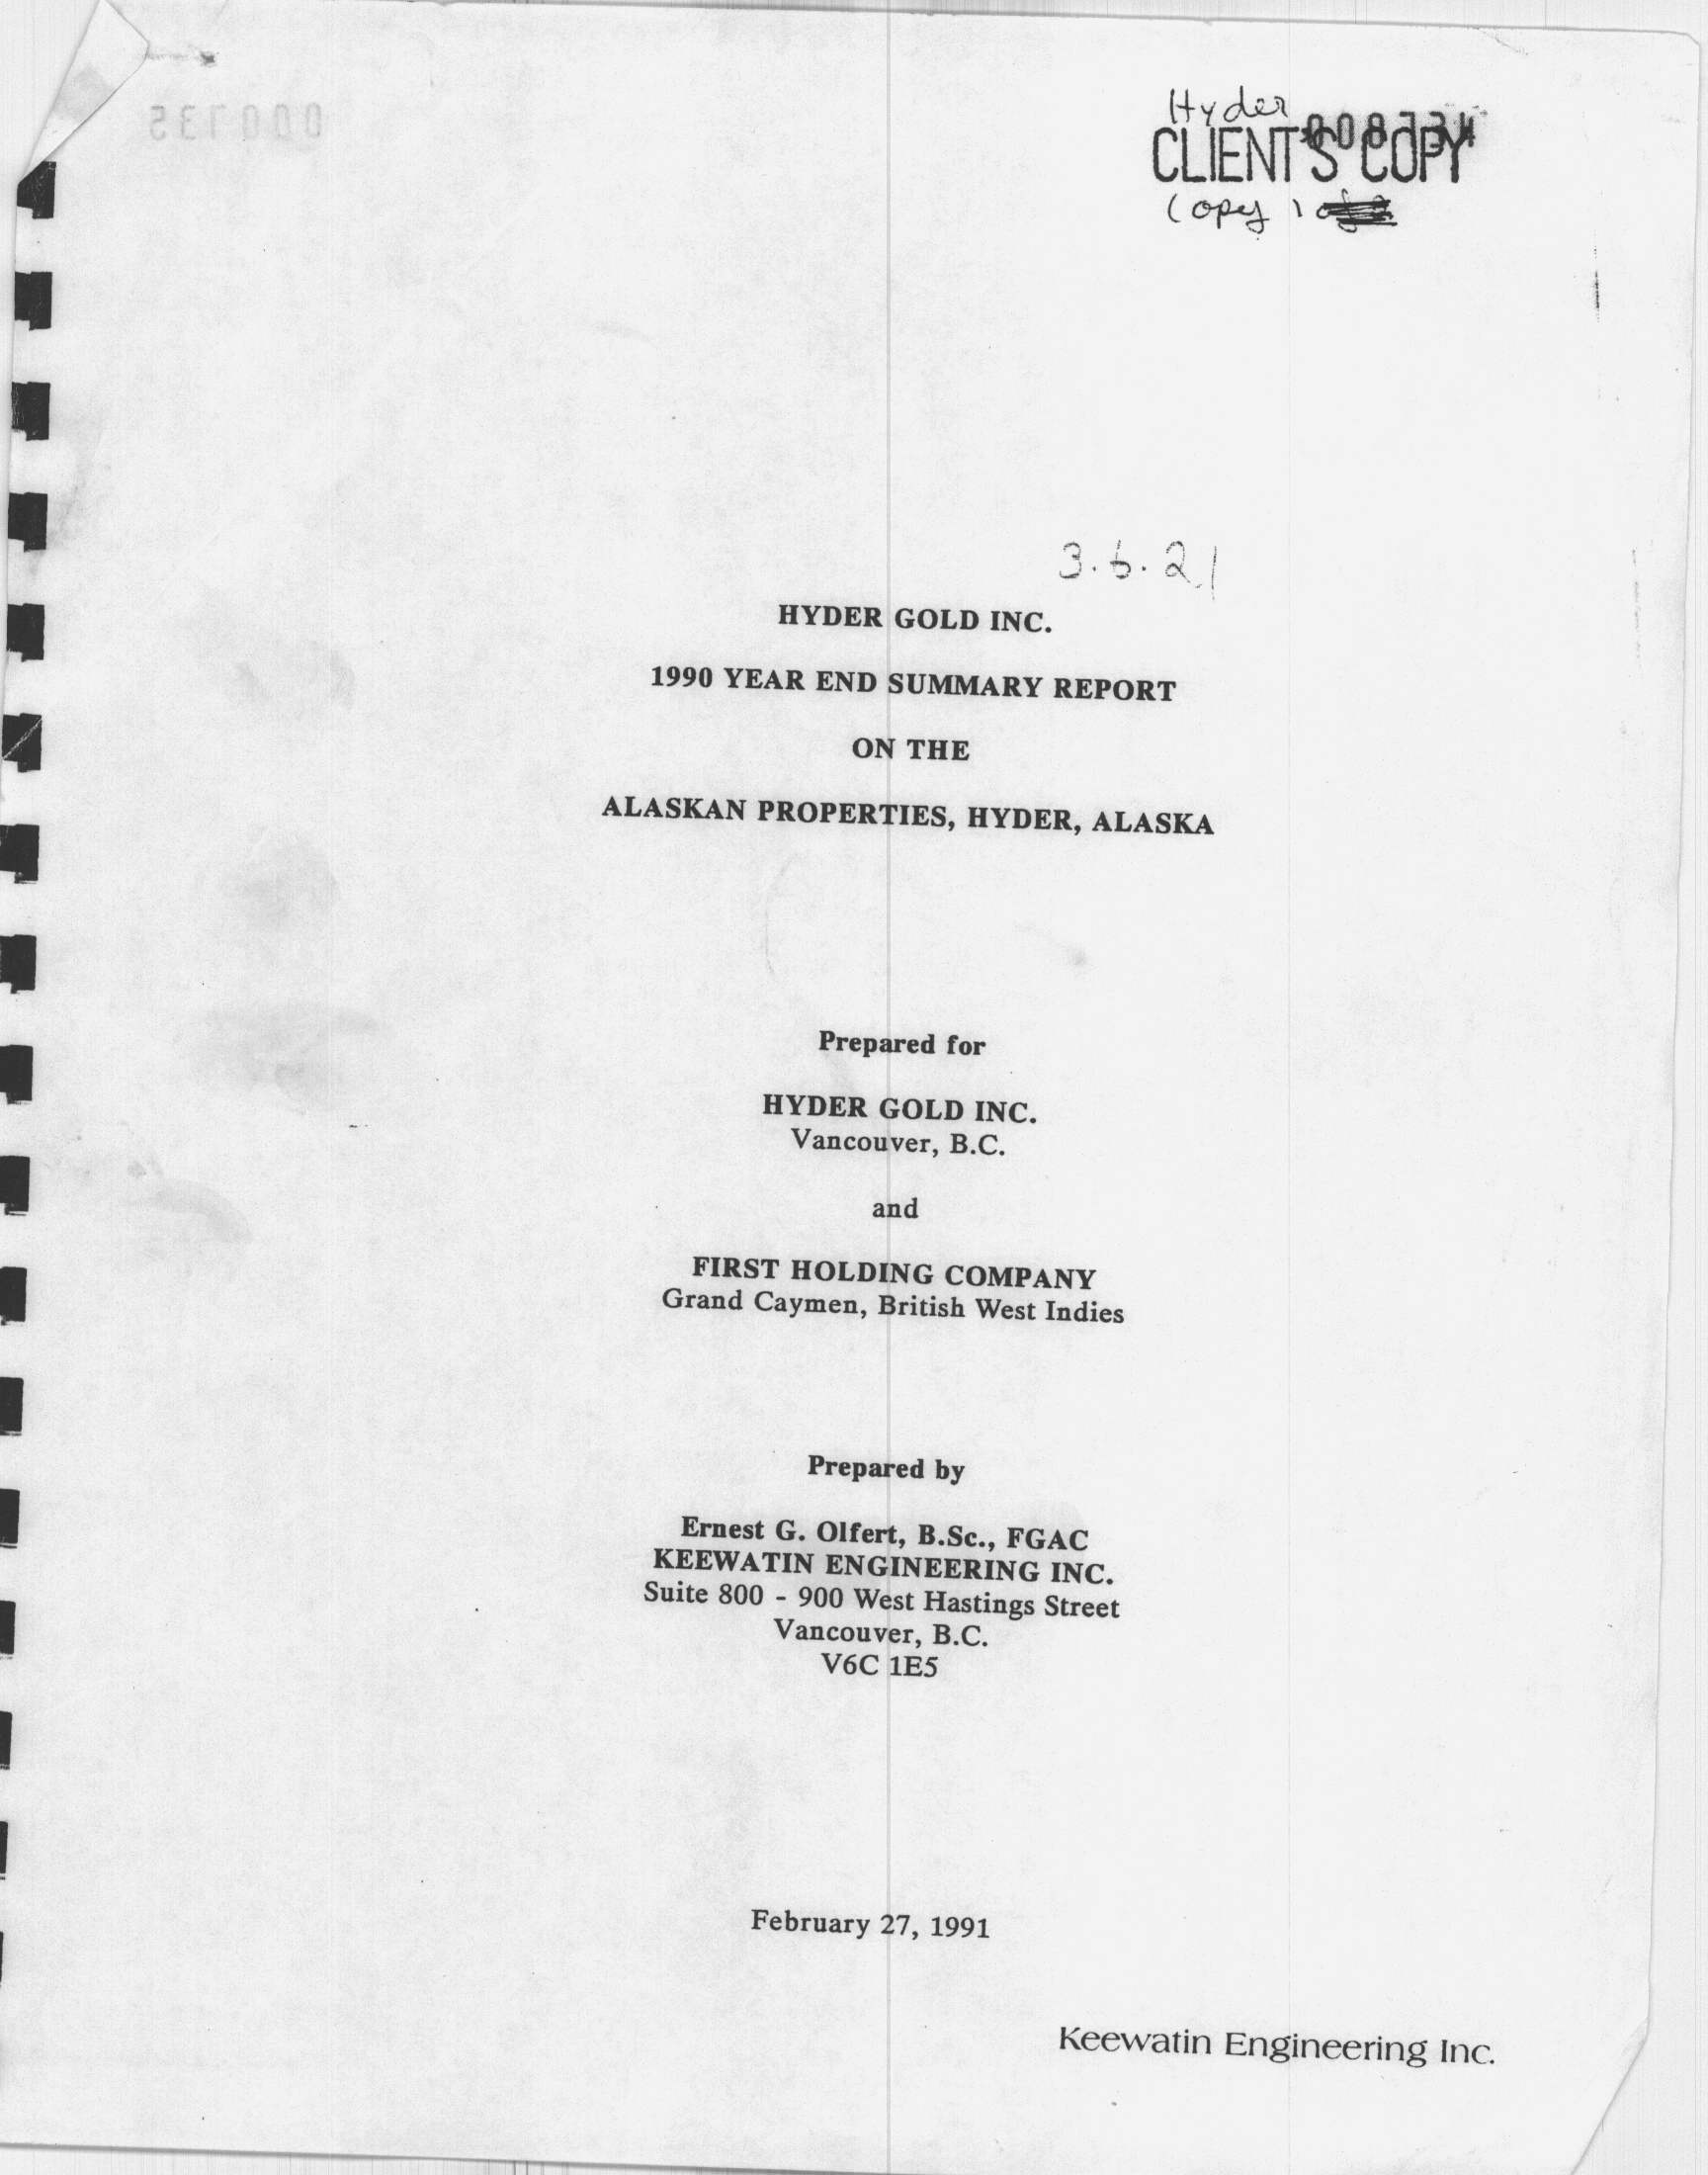 Hyder
CLIENT'S COPY
Copy 1
3.6.21
HYDER GOLD INC.
1990 YEAR END SUMMARY REPORT
ON THE
ALASKAN PROPERTIES, HYDER, ALASKA
Prepared for
HYDER GOLD INC.
Vancouver, B.C.
and
FIRST HOLDING COMPANY
Grand Caymen, British West Indies
Prepared by
Ernest G. Olfert, B.Sc., FGAC
KEEWATIN ENGINEERING INC.
Suite 800 - 900 West Hastings Street
Vancouver, B.C.
V6C 1E5
February 27, 1991
Keewatin Engineering Inc.